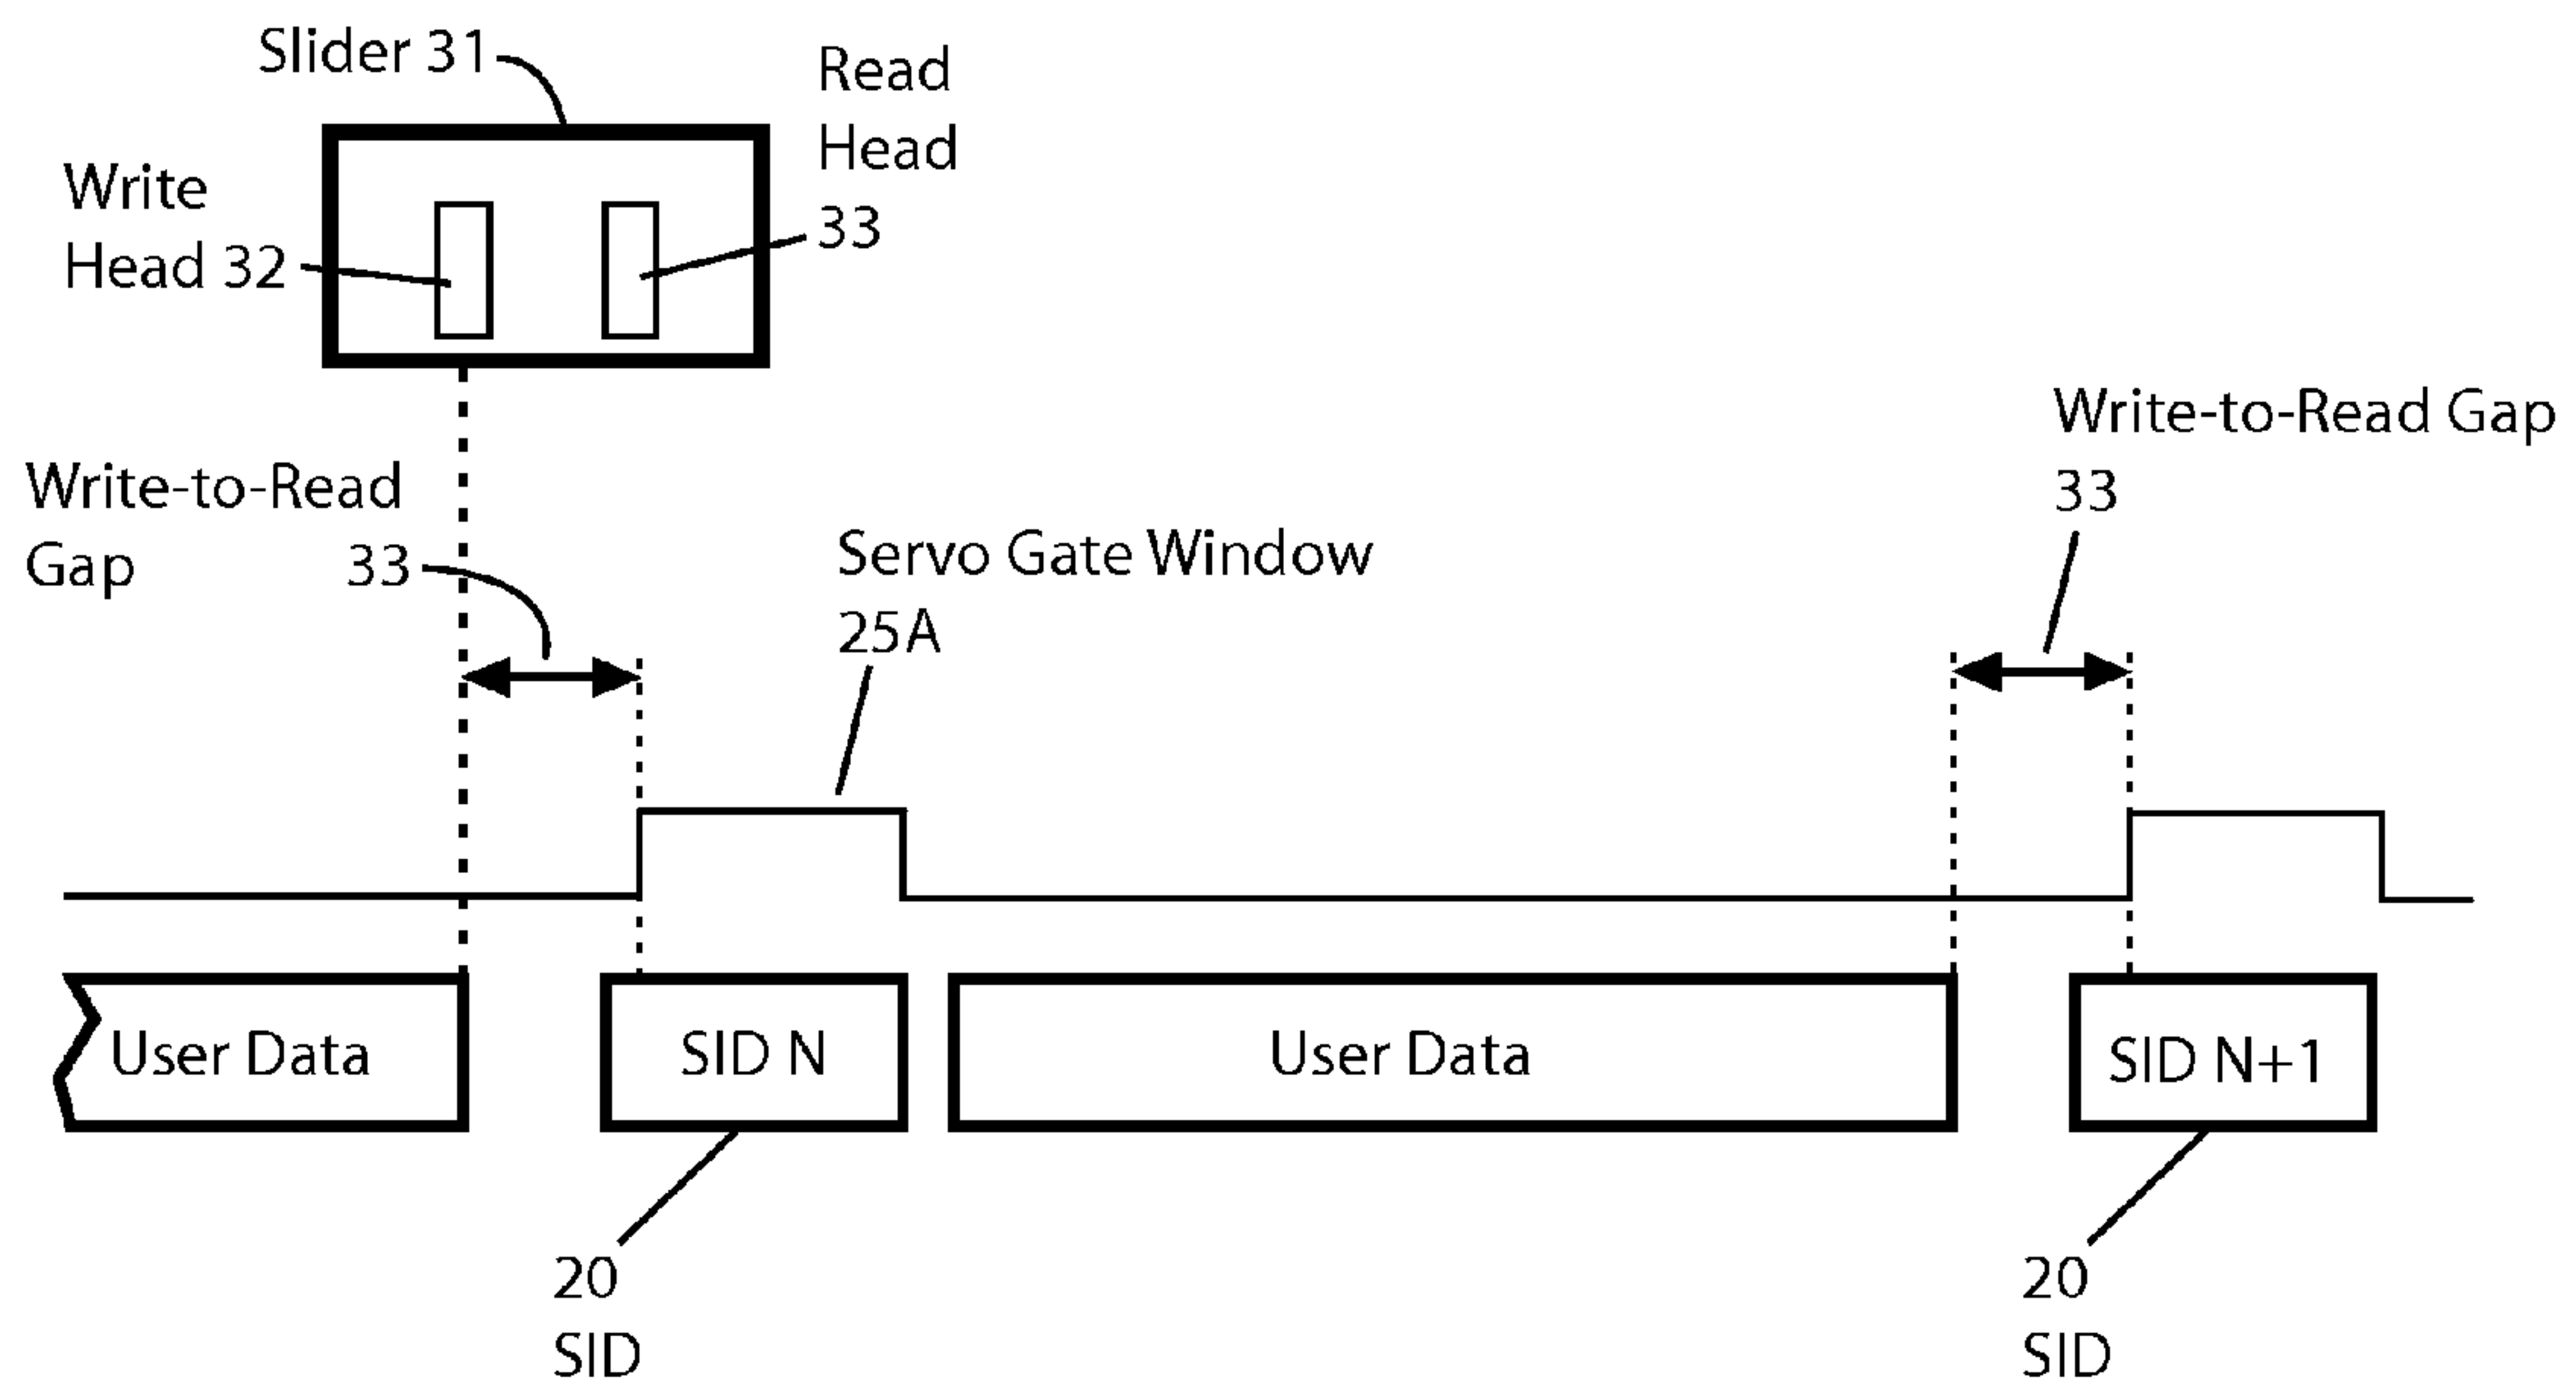 Slider 31
Read
Head
33
Write
Head 32
Write-to-Read Gap
33
Write-to-Read
Gap
33
Servo Gate Window
25A
User Data
SID N
User Data
SID N+1
20
SID
20
SID